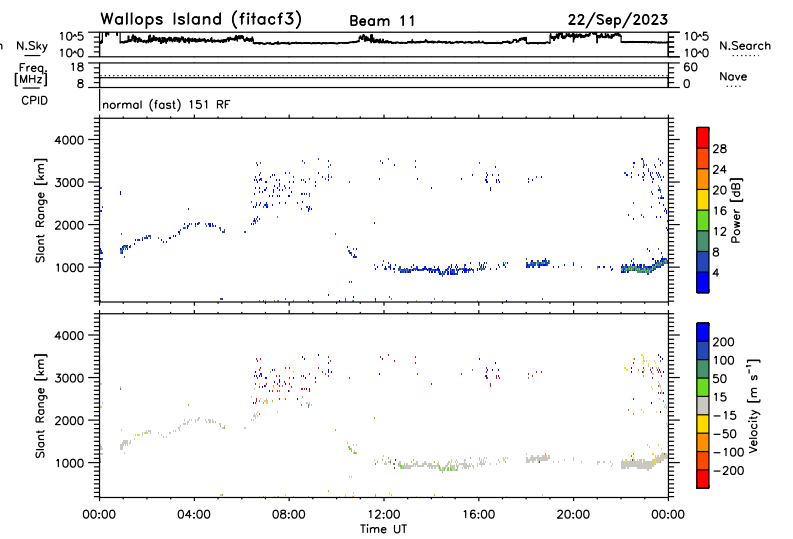 Wallops Island (fitacf3) Beam 11 22/Sep/2023
n N.Sky 10^5 10^5 N.Search
10^0 10^0
Freq. 18 60 Nave
[MHz] 8 0
CPID normal (fast) 151 RF
Slant Range [km]
4000
3000
2000
1000
28
24
20
16
12
8
4
Power [dB]
Slant Range [km]
4000
3000
2000
1000
200
100
50
15
-15
-50
-100
-200
Velocity [m s⁻¹]
00:00 04:00 08:00 12:00 16:00 20:00 00:00
Time UT